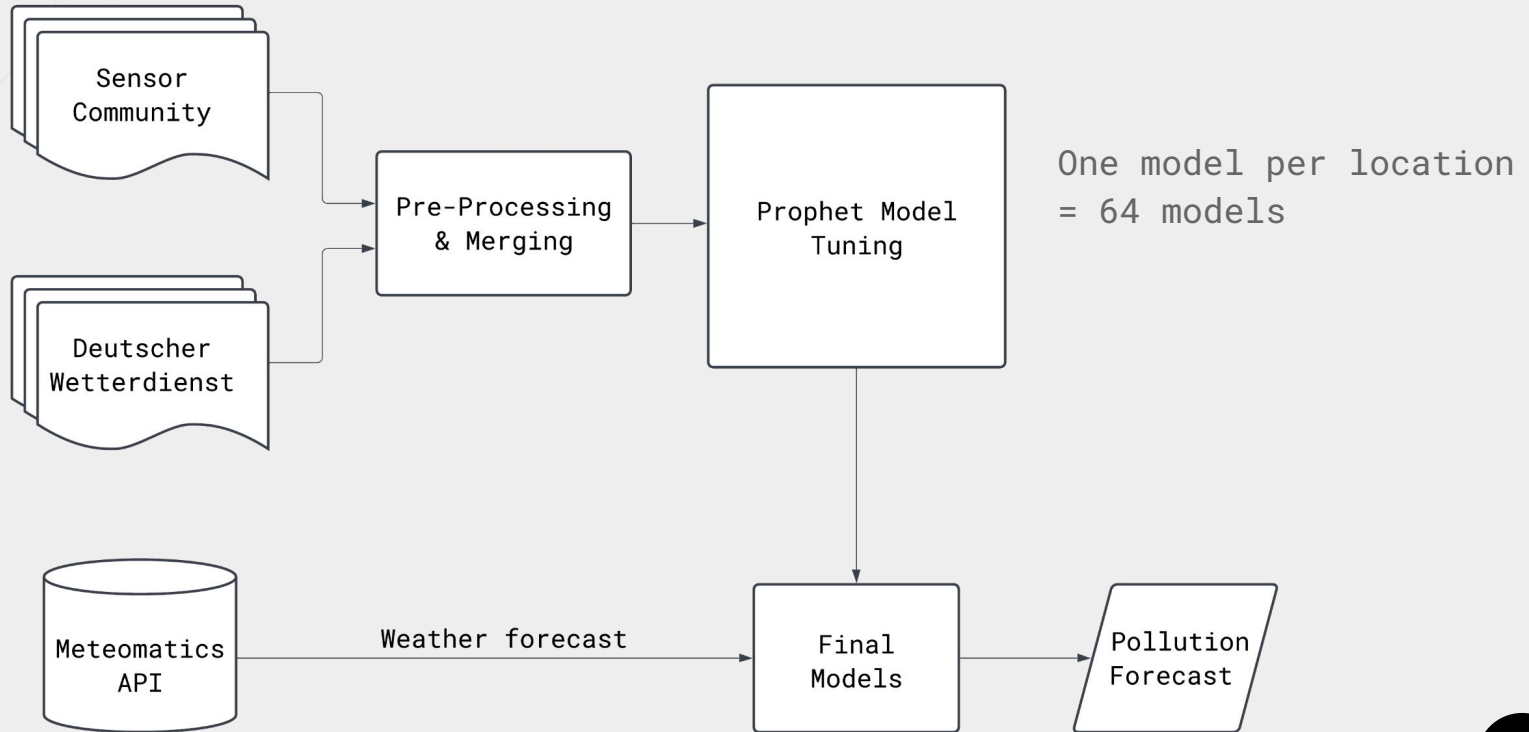 Sensor
Community
Pre-Processing
& Merging
Prophet Model
Tuning
One model per location
= 64 models
Deutscher
Wetterdienst
Meteomatics
API
Weather forecast
Final
Models
Pollution
Forecast